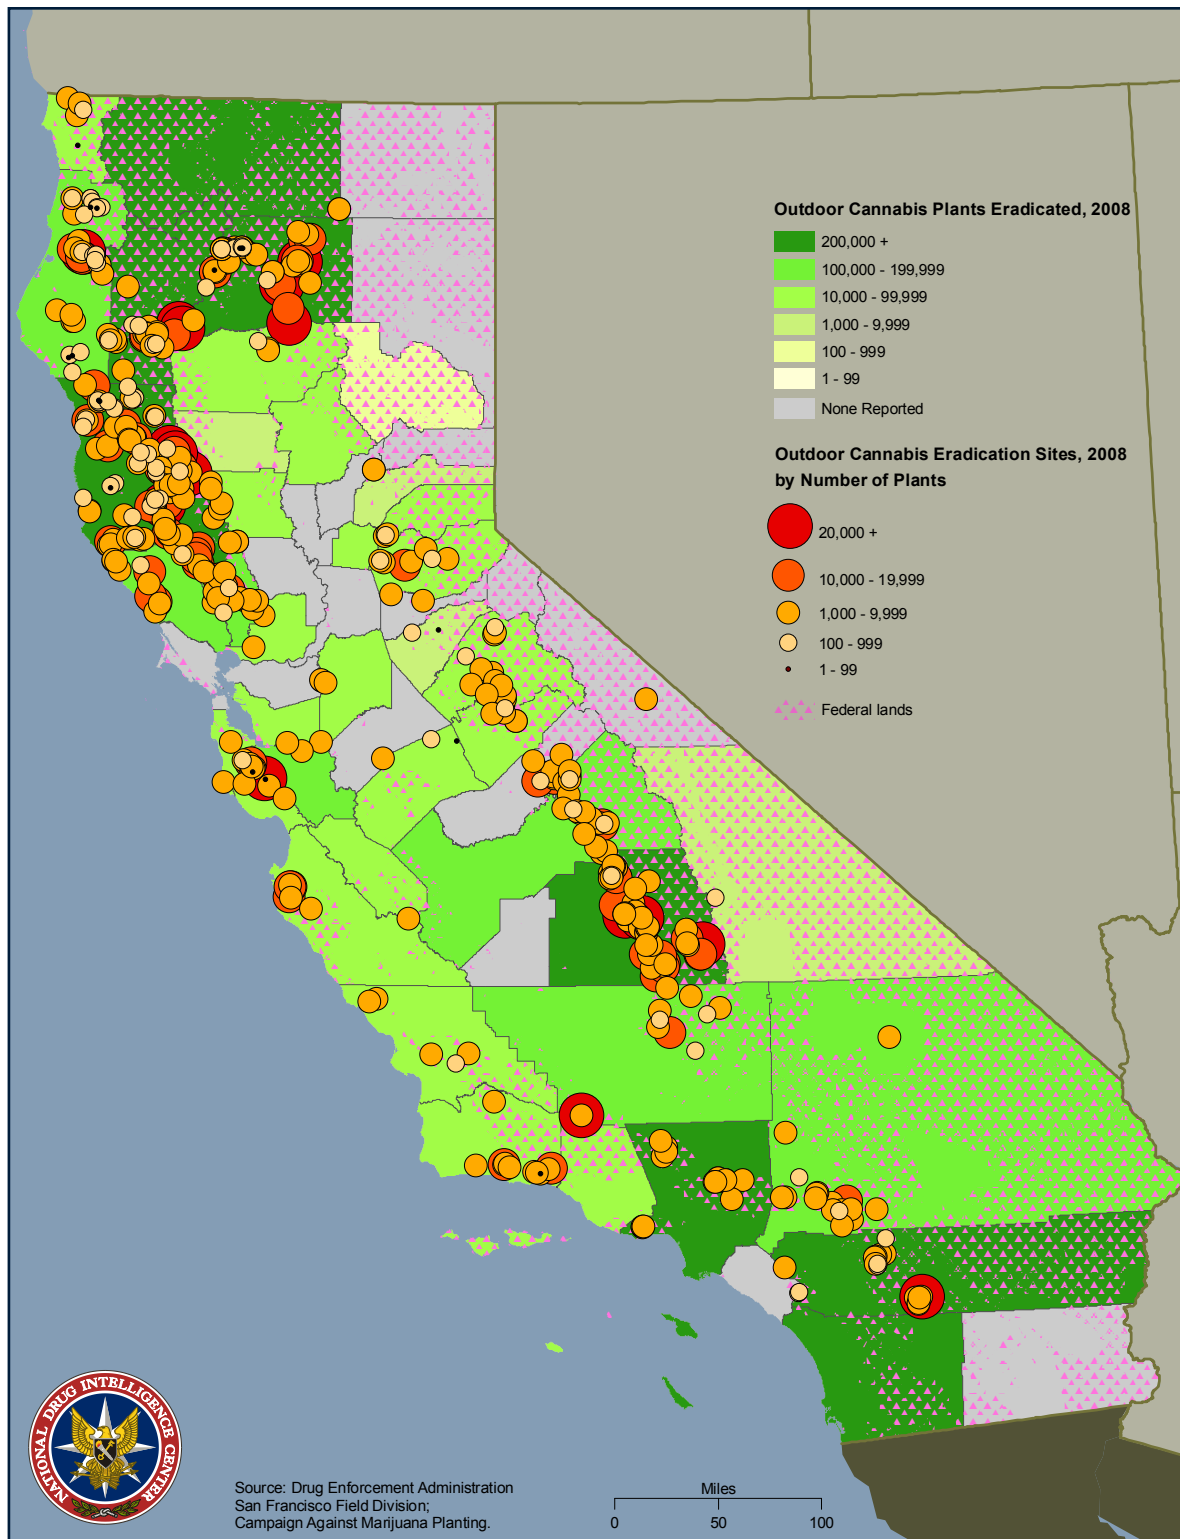 Outdoor Cannabis Plants Eradicated, 2008
200,000 +
100,000 - 199,999
10,000 - 99,999
1,000 - 9,999
100 - 999
1 - 99
None Reported
Outdoor Cannabis Eradication Sites, 2008
by Number of Plants
20,000 +
10,000 - 19,999
1,000 - 9,999
100 - 999
1 - 99
Federal lands
NATIONAL DRUG INTELLIGENCE CENTER
Source: Drug Enforcement Administration
San Francisco Field Division;
Campaign Against Marijuana Planting.
Miles
0 50 100